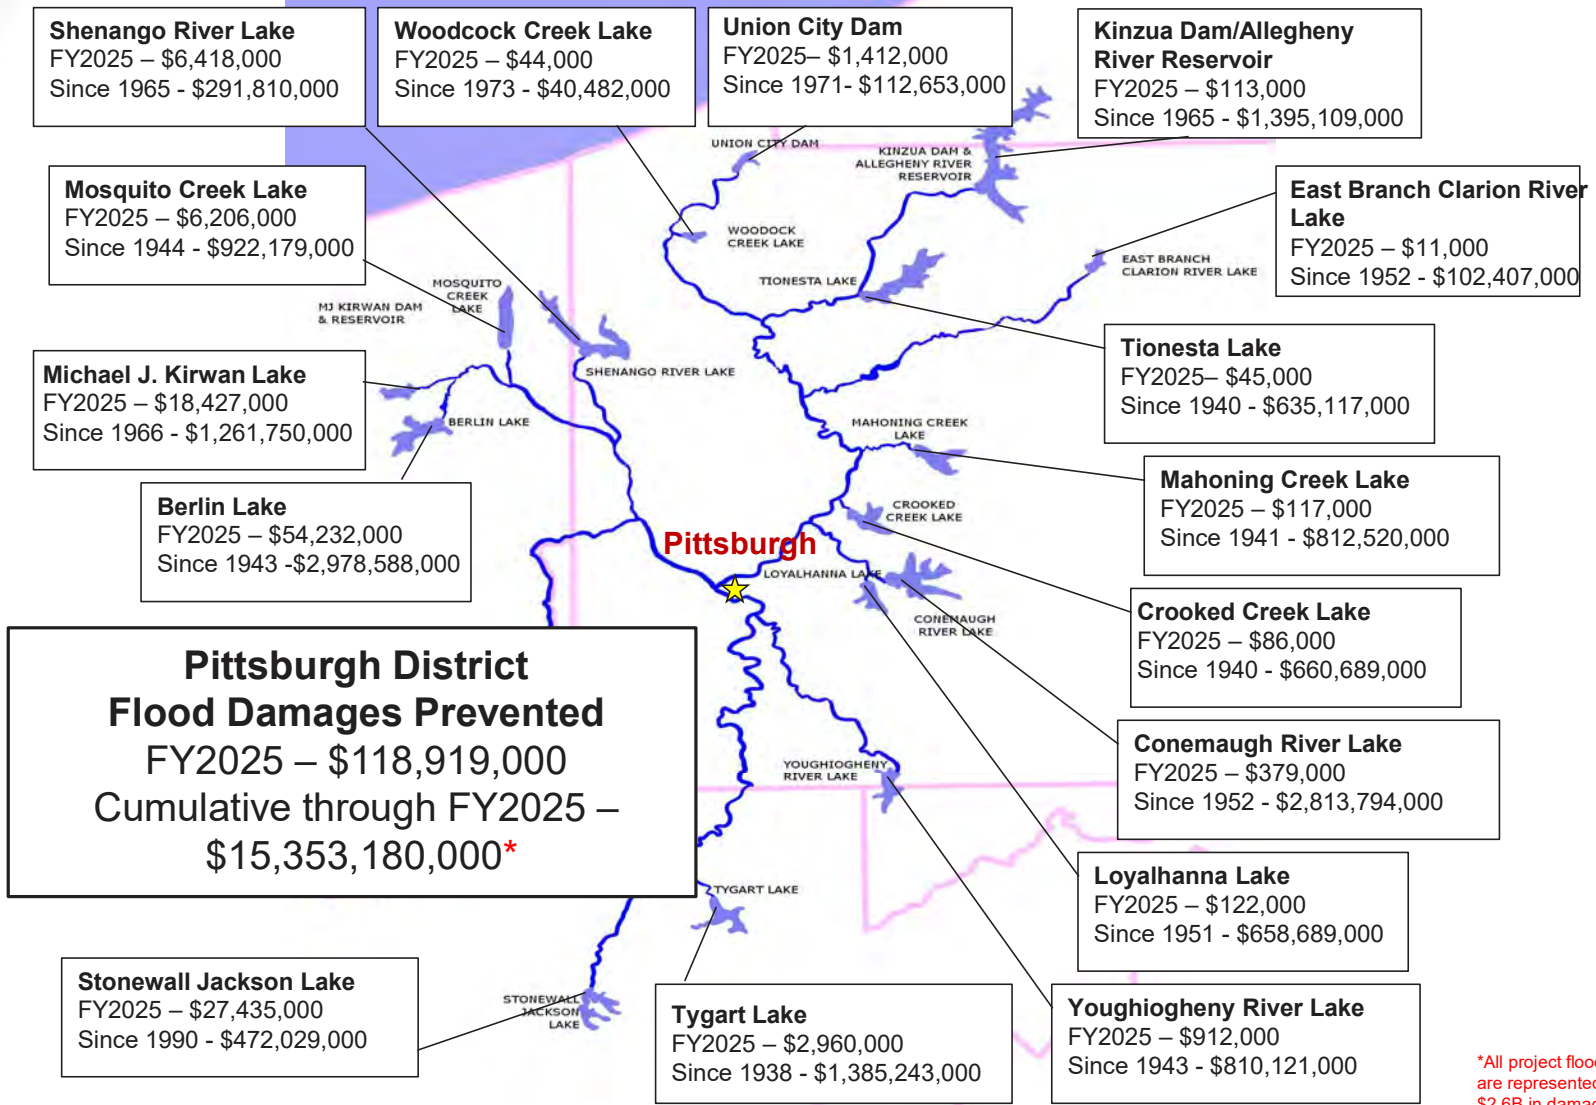 Shenango River Lake
FY2025 – $6,418,000
Since 1965 - $291,810,000
Woodcock Creek Lake
FY2025 – $44,000
Since 1973 - $40,482,000
Union City Dam
FY2025– $1,412,000
Since 1971- $112,653,000
Kinzua Dam/Allegheny
River Reservoir
FY2025 – $113,000
Since 1965 - $1,395,109,000
UNION CITY DAM
KINZUA DAM &
ALLEGHENY RIVER
RESERVOIR
Mosquito Creek Lake
FY2025 – $6,206,000
Since 1944 - $922,179,000
East Branch Clarion River
Lake
FY2025 – $11,000
Since 1952 - $102,407,000
WOODOCK
CREEK LAKE
EAST BRANCH
CLARION RIVER LAKE
TIONESTA LAKE
MOSQUITO
CREEK
LAKE
MJ KIRWAN DAM
& RESERVOIR
Tionesta Lake
FY2025– $45,000
Since 1940 - $635,117,000
Michael J. Kirwan Lake
FY2025 – $18,427,000
Since 1966 - $1,261,750,000
SHENANGO RIVER LAKE
BERLIN LAKE
MAHONING CREEK
LAKE
Mahoning Creek Lake
FY2025 – $117,000
Since 1941 - $812,520,000
Berlin Lake
FY2025 – $54,232,000
Since 1943 -$2,978,588,000
CROOKED
CREEK LAKE
Pittsburgh
LOYALHANNA LAKE
CONEMAUGH
RIVER LAKE
Crooked Creek Lake
FY2025 – $86,000
Since 1940 - $660,689,000
Pittsburgh District
Flood Damages Prevented
FY2025 – $118,919,000
Cumulative through FY2025 –
$15,353,180,000*
Conemaugh River Lake
FY2025 – $379,000
Since 1952 - $2,813,794,000
YOUGHIOGHENY
RIVER LAKE
Loyalhanna Lake
FY2025 – $122,000
Since 1951 - $658,689,000
TYGART LAKE
Stonewall Jackson Lake
FY2025 – $27,435,000
Since 1990 - $472,029,000
STONEWALL
JACKSON
LAKE
Tygart Lake
FY2025 – $2,960,000
Since 1938 - $1,385,243,000
Youghiogheny River Lake
FY2025 – $912,000
Since 1943 - $810,121,000
*All project
are represented
$2.6B in